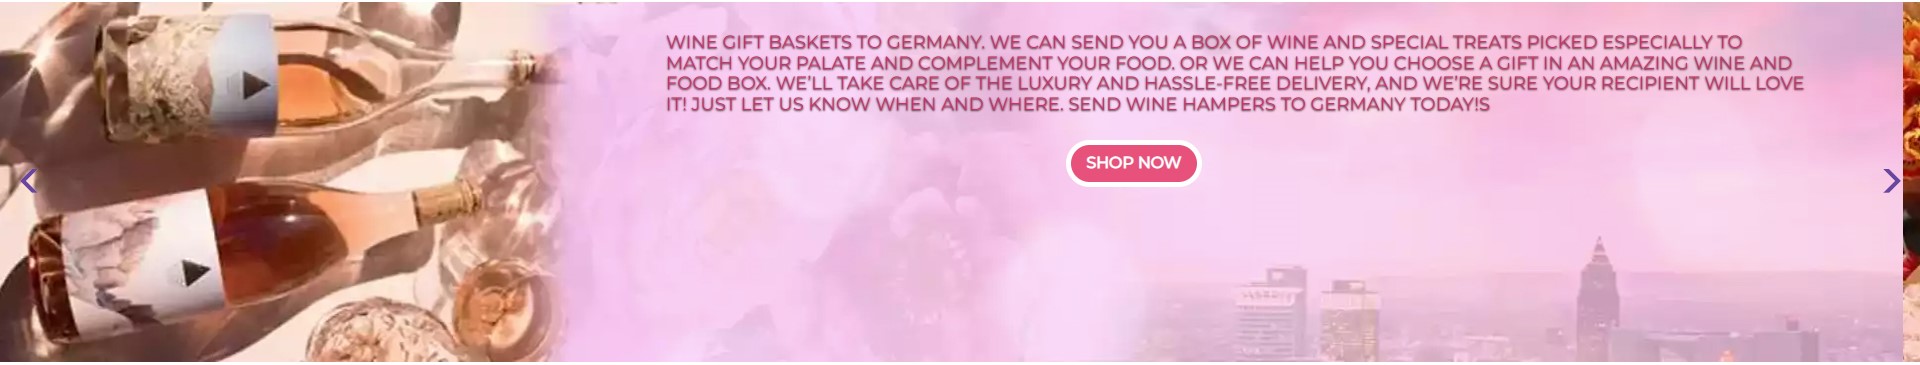 WINE GIFT BASKETS TO GERMANY. WE CAN SEND YOU A BOX OF WINE AND SPECIAL TREATS PICKED ESPECIALLY TO
MATCH YOUR PALATE AND COMPLEMENT YOUR FOOD. OR WE CAN HELP YOU CHOOSE A GIFT IN AN AMAZING WINE AND
FOOD BOX. WE'LL TAKE CARE OF THE LUXURY AND HASSLE-FREE DELIVERY, AND WE'RE SURE YOUR RECIPIENT WILL LOVE
IT! JUST LET US KNOW WHEN AND WHERE. SEND WINE HAMPERS TO GERMANY TODAY!S
SHOP NOW